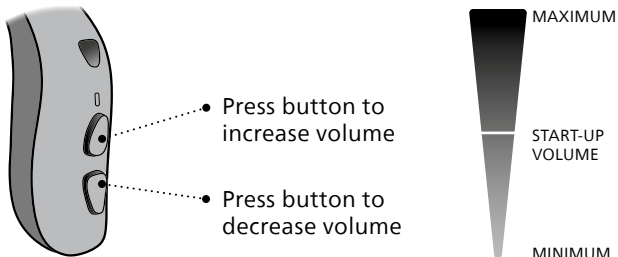 MAXIMUM
• Press button to
increase volume
START-UP
VOLUME
• Press button to
decrease volume
MINIMUM